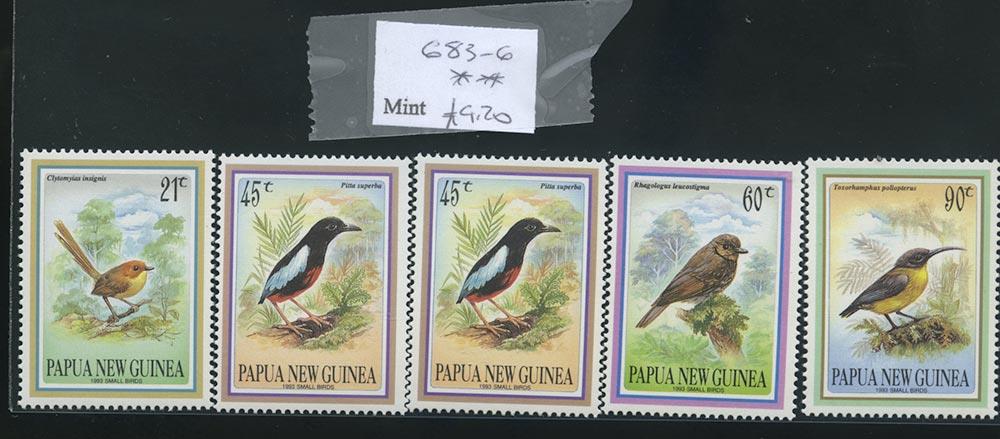 683-6
**
Mint £9.20
Clytomyias insignis
21c
PAPUA NEW GUINEA
1993 SMALL BIRDS
45c
Pitta superba
PAPUA NEW GUINEA
1993 SMALL BIRDS
45c
Pitta superba
PAPUA NEW GUINEA
1993 SMALL BIRDS
Rhagologus leucostigma
60c
PAPUA NEW GUINEA
1993 SMALL BIRDS
Toxorhamphus poliopterus
90c
PAPUA NEW GUINEA
1993 SMALL BIRDS